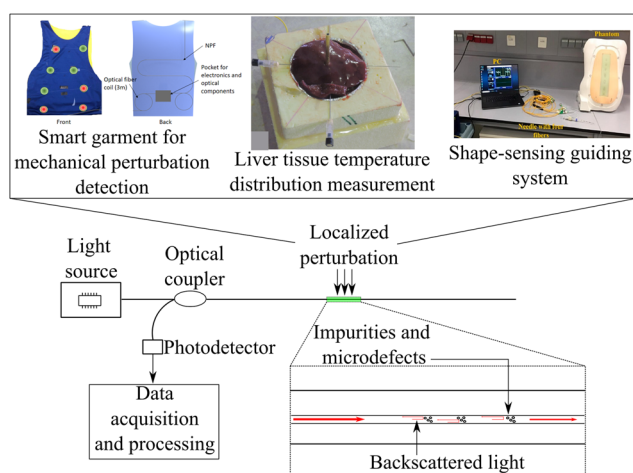 NPF
Optical fiber
coil (3m)
Pocket for
electronics and
optical
components
Front
Back
Smart garment for
mechanical perturbation
detection
Liver tissue temperature
distribution measurement
Phantom
PC
Needle with four
fibers
Shape-sensing guiding
system
Localized
perturbation
Light
source
Optical
coupler
Photodetector
Data
acquisition
and processing
Impurities and
microdefects
Backscattered light